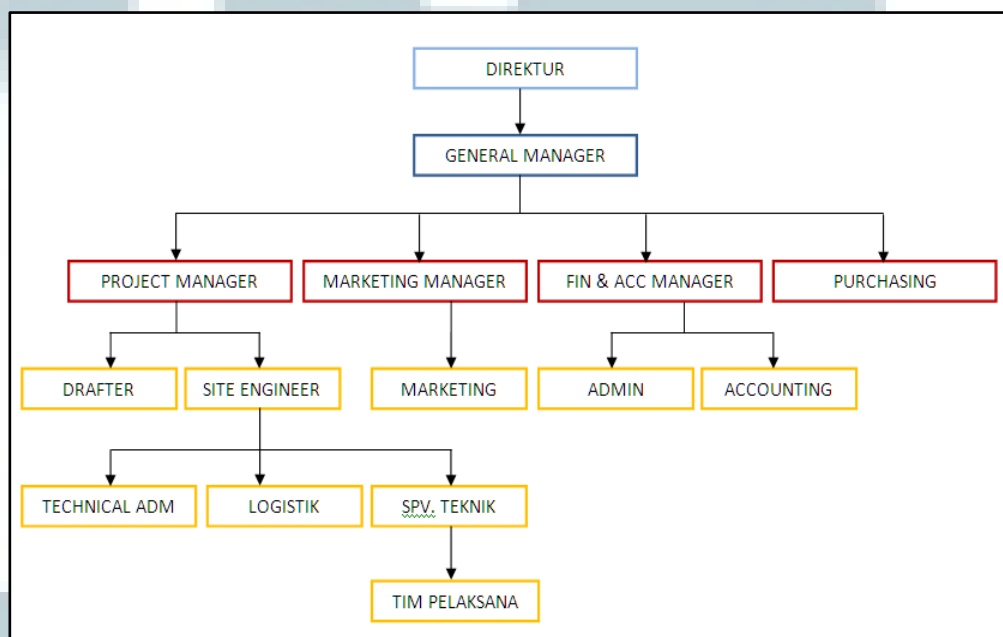 DIREKTUR
GENERAL MANAGER
PROJECT MANAGER
MARKETING MANAGER
FIN & ACC MANAGER
PURCHASING
DRAFTER
SITE ENGINEER
MARKETING
ADMIN
ACCOUNTING
TECHNICAL ADM
LOGISTIK
SPV. TEKNIK
TIM PELAKSANA